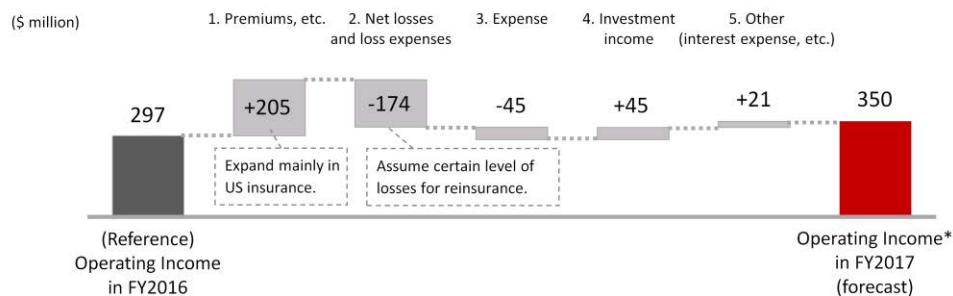 ($ million)
1. Premiums, etc.
2. Net losses
and loss expenses
3. Expense
4. Investment
income
5. Other
(interest expense, etc.)
297
+205
-174
-45
+45
+21
350
Expand mainly in
US insurance.
Assume certain level of
losses for reinsurance.
(Reference)
Operating Income
in FY2016
Operating Income*
in FY2017
(forecast)